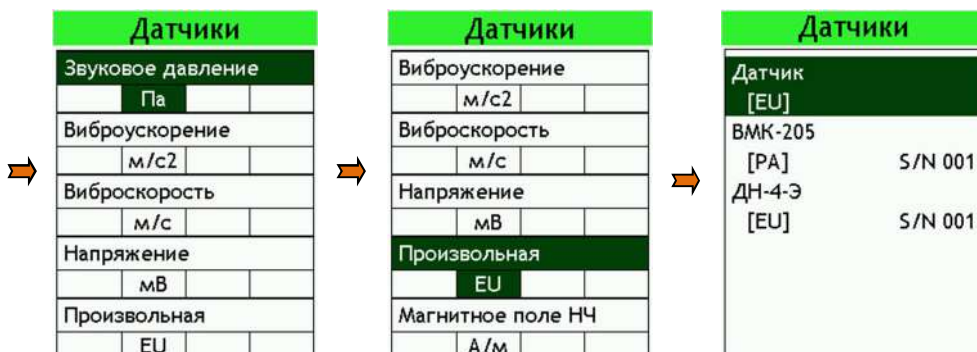 Датчики
Звуковое давление
Па
Виброускорение
м/с2
Виброскорость
м/с
Напряжение
мВ
Произвольная
EU
Датчики
Виброускорение
м/с2
Виброскорость
м/с
Напряжение
мВ
Произвольная
EU
Магнитное поле НЧ
А/м
Датчики
Датчик
[EU]
ВМК-205
[PA] S/N 001
ДН-4-Э
[EU] S/N 001